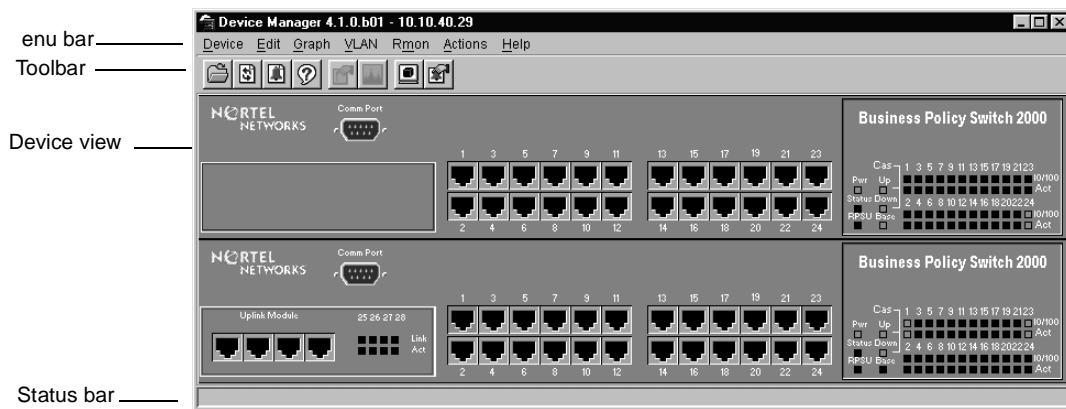 Device Manager 4.1.0.b01 - 10.10.40.29
enu bar
Device Edit Graph VLAN Rmon Actions Help
Toolbar
Device view
NORTEL
NETWORKS
Comm Port
1 3 5 7 9 11 13 15 17 19 21 23
2 4 6 8 10 12 14 16 18 20 22 24
Business Policy Switch 2000
Cas 1 3 5 7 9 11 13 15 17 19 21 23
Pwr Up 10/100
Act
Status Down 2 4 6 8 10 12 14 16 18 20 22 24
RPSU Base 10/100
Act
NORTEL
NETWORKS
Comm Port
Uplink Module 25 26 27 28
Link
Act
1 3 5 7 9 11 13 15 17 19 21 23
2 4 6 8 10 12 14 16 18 20 22 24
Business Policy Switch 2000
Cas 1 3 5 7 9 11 13 15 17 19 21 23
Pwr Up 10/100
Act
Status Down 2 4 6 8 10 12 14 16 18 20 22 24
RPSU Base 10/100
Act
Status bar